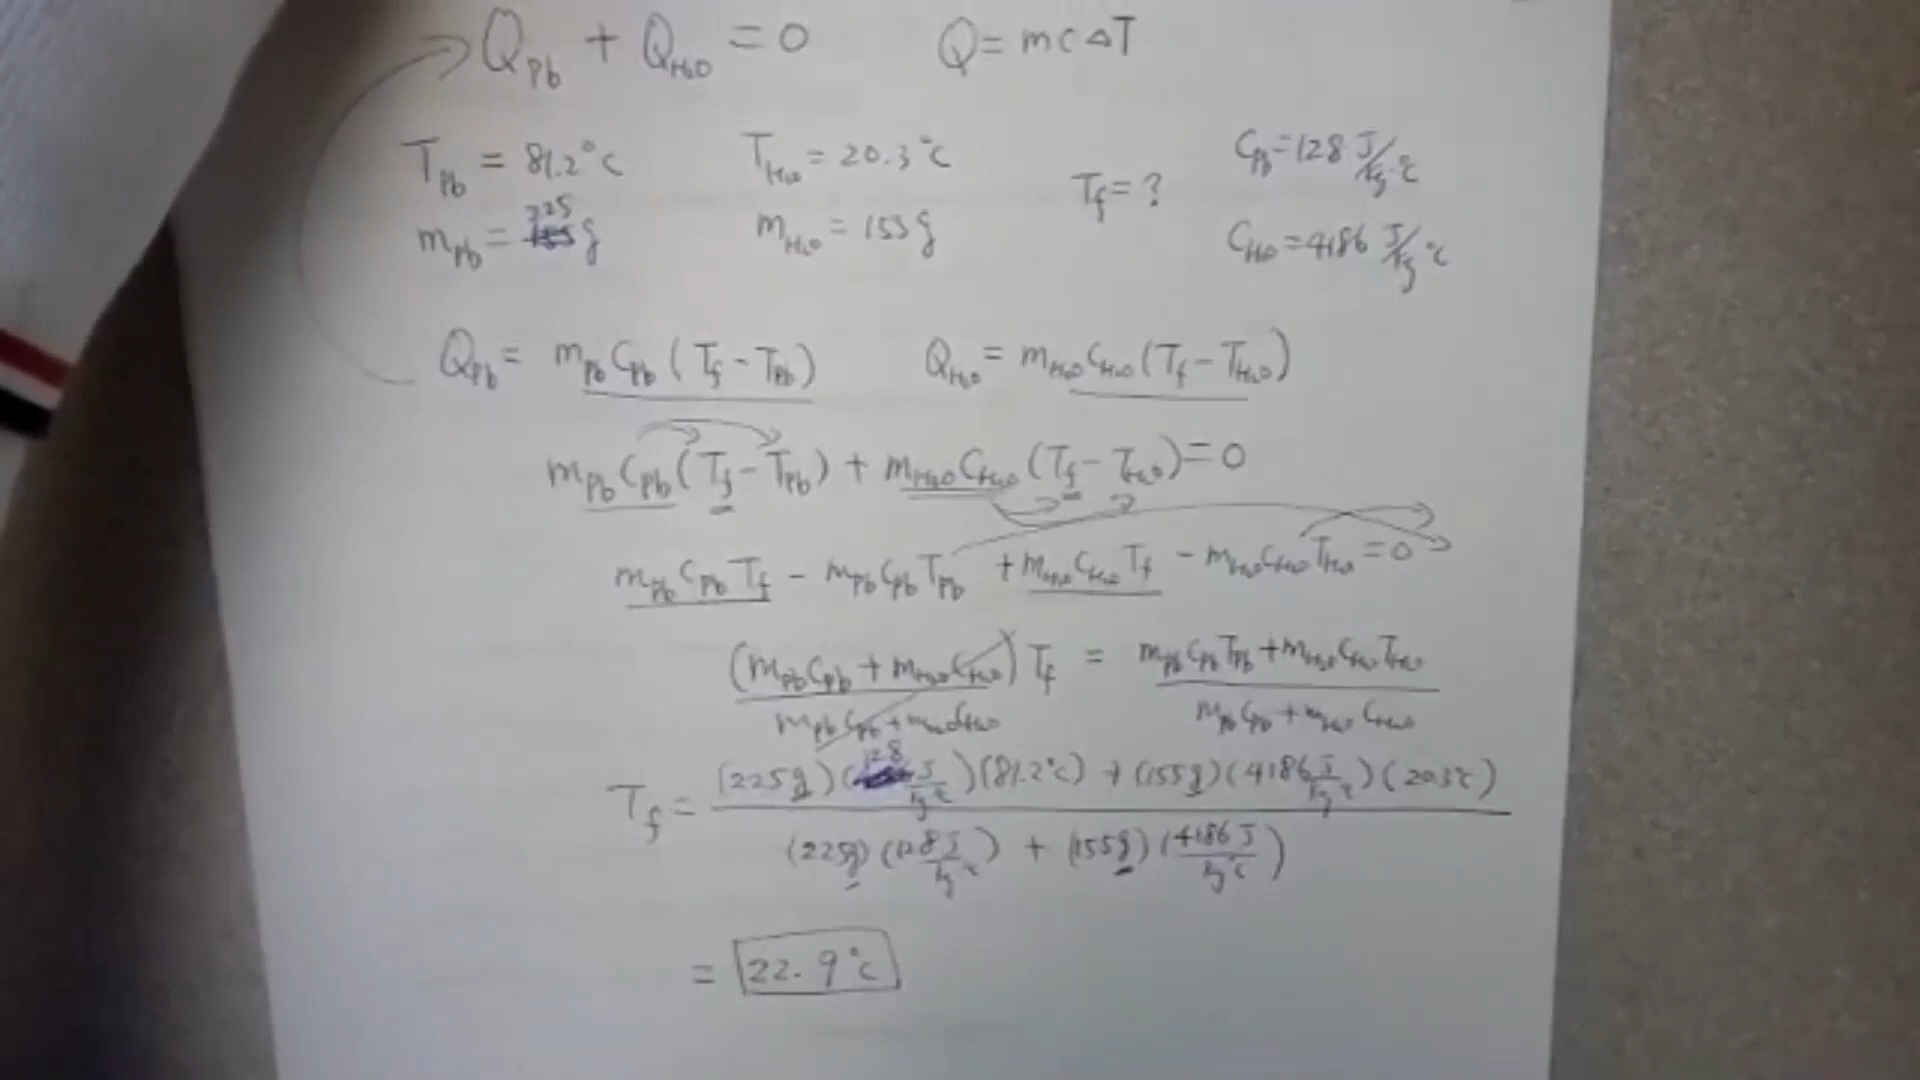 Q_Pb + Q_H2O = 0    Q = mcΔT
T_Pb = 81.2°C    T_H2O = 20.3°C    T_f = ?    C_Pb = 128 J/kg·°C
m_Pb = 225 g    m_H2O = 155 g    C_H2O = 4186 J/kg°C
Q_Pb = m_Pb C_Pb (T_f - T_Pb)    Q_H2O = m_H2O C_H2O (T_f - T_H2O)
m_Pb C_Pb (T_f - T_Pb) + m_H2O C_H2O (T_f - T_H2O) = 0
m_Pb C_Pb T_f - m_Pb C_Pb T_Pb + m_H2O C_H2O T_f - m_H2O C_H2O T_H2O = 0
(m_Pb C_Pb + m_H2O C_H2O) T_f = m_Pb C_Pb T_Pb + m_H2O C_H2O T_H2O
m_Pb C_Pb + m_H2O C_H2O    m_Pb C_Pb + m_H2O C_H2O
T_f = (225g)(128 J/kg°C)(81.2°C) + (155g)(4186 J/kg°C)(20.3°C)
(225g)(128 J/kg°C) + (155g)(4186 J/kg°C)
= 22.9°C